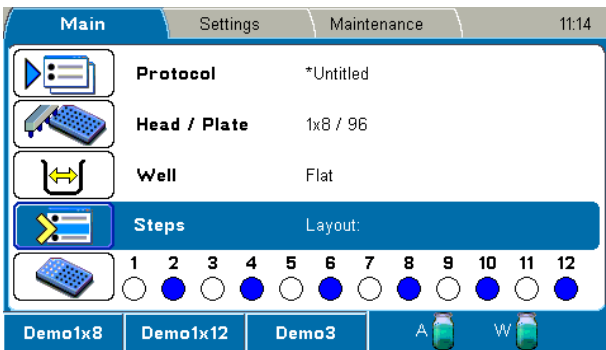 Main Settings Maintenance 11:14
Protocol *Untitled
Head / Plate 1x8 / 96
Well Flat
Steps Layout:
1 2 3 4 5 6 7 8 9 10 11 12
Demo1x8 Demo1x12 Demo3 A W